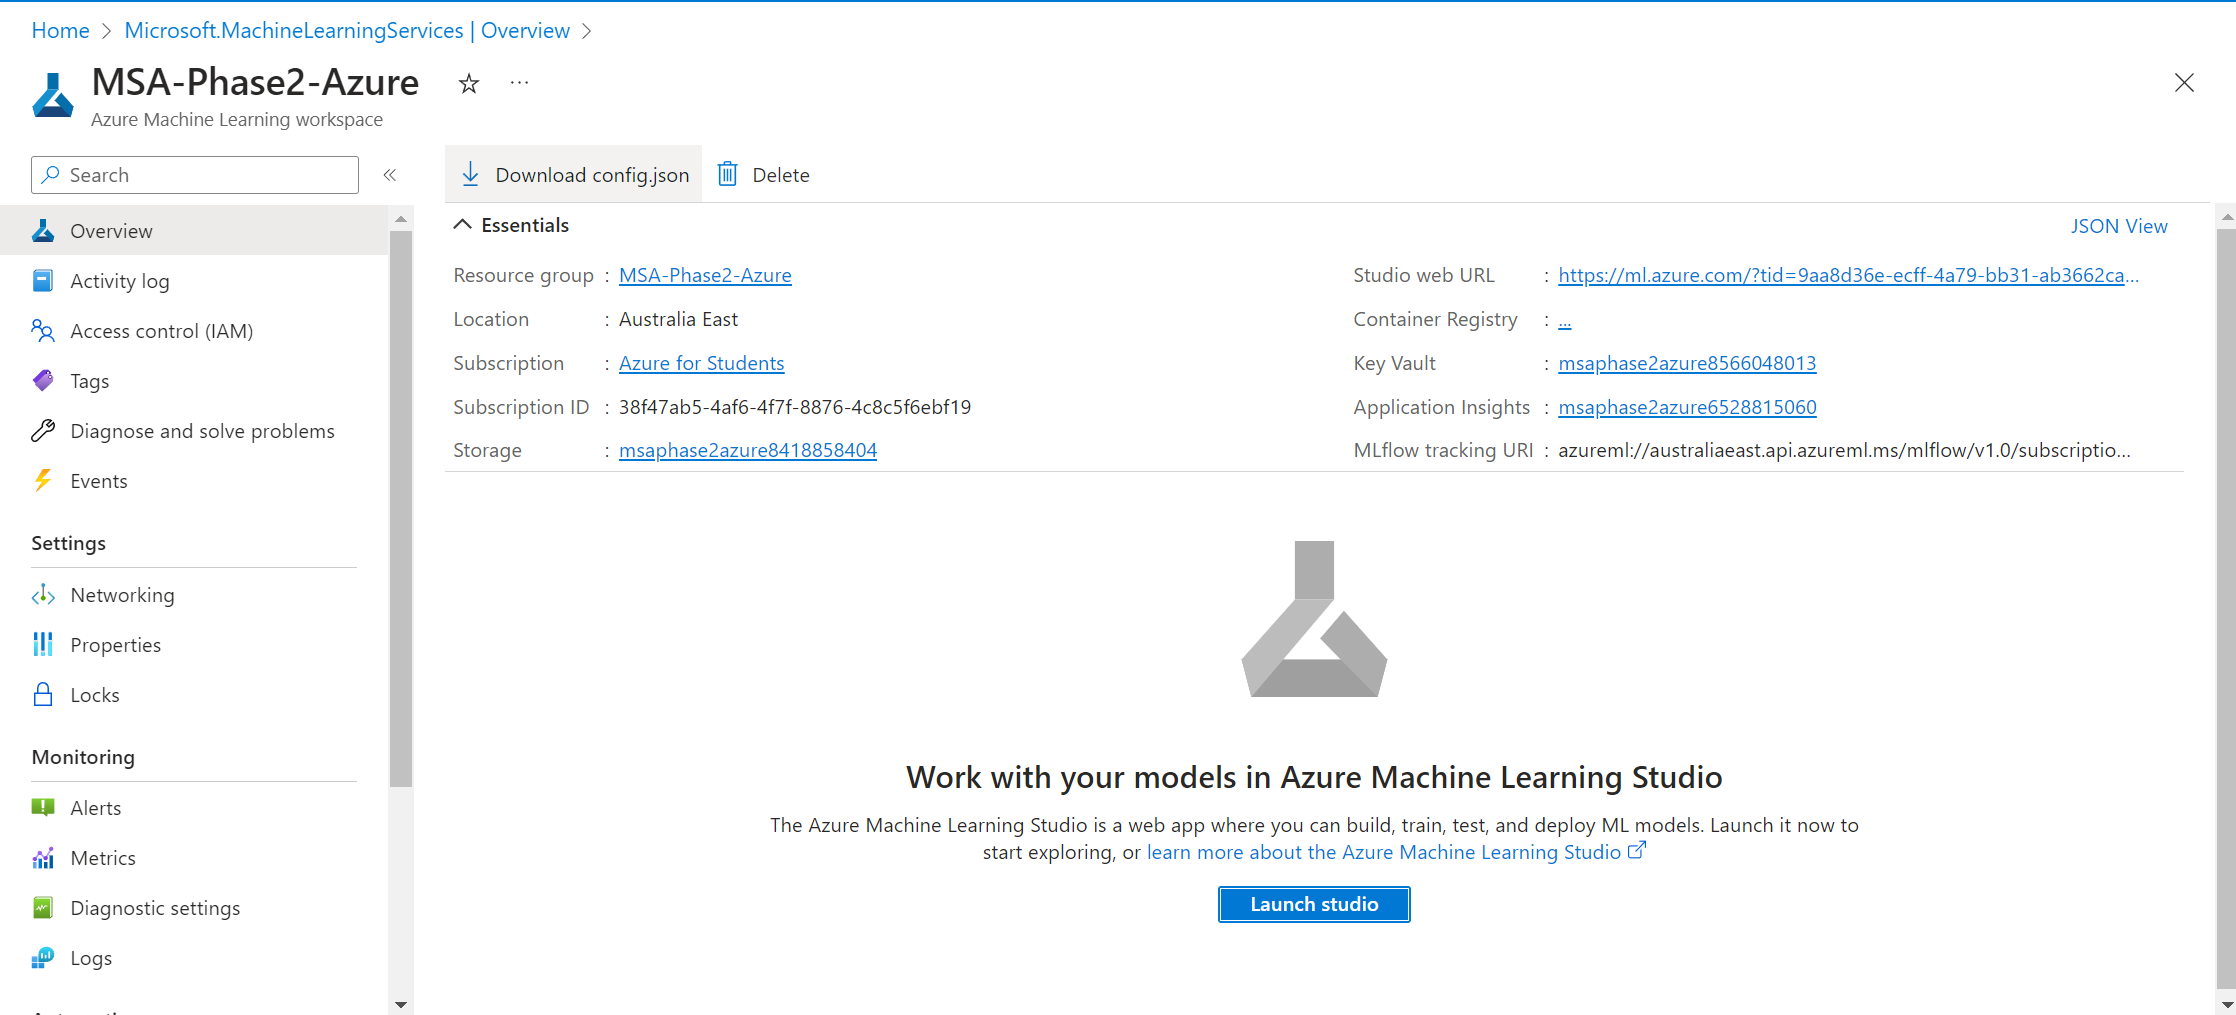 Home > Microsoft.MachineLearningServices | Overview >
MSA-Phase2-Azure
Azure Machine Learning workspace
Search
«
Overview
Activity log
Access control (IAM)
Tags
Diagnose and solve problems
Events
Settings
Networking
Properties
Locks
Monitoring
Alerts
Metrics
Diagnostic settings
Logs
Download config.json
Delete
Essentials
JSON View
Resource group : MSA-Phase2-Azure
Location : Australia East
Subscription : Azure for Students
Subscription ID : 38f47ab5-4af6-4f7f-8876-4c8c5f6ebf19
Storage : msaphase2azure8418858404
Studio web URL : https://ml.azure.com/?tid=9aa8d36e-ecff-4a79-bb31-ab3662ca...
Container Registry : ...
Key Vault : msaphase2azure8566048013
Application Insights : msaphase2azure6528815060
MLflow tracking URI : azureml://australiaeast.api.azureml.ms/mlflow/v1.0/subscriptio...
Work with your models in Azure Machine Learning Studio
The Azure Machine Learning Studio is a web app where you can build, train, test, and deploy ML models. Launch it now to
start exploring, or learn more about the Azure Machine Learning Studio
Launch studio